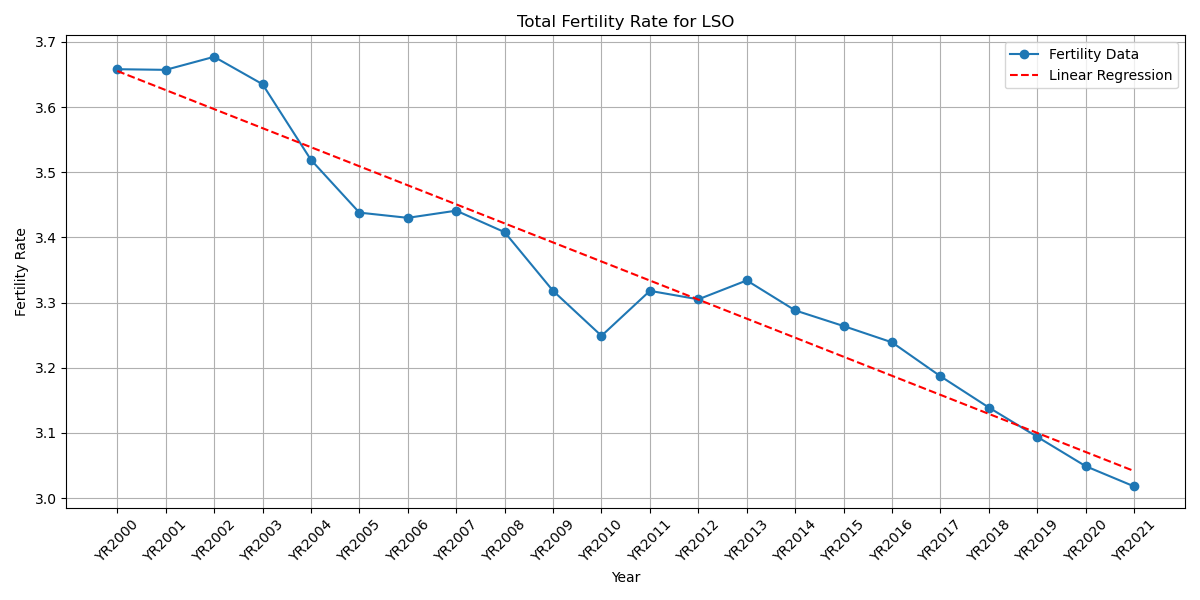 Total Fertility Rate for LSO
Fertility Data
Linear Regression
Fertility Rate
3.7
3.6
3.5
3.4
3.3
3.2
3.1
3.0
YR2000
YR2001
YR2002
YR2003
YR2004
YR2005
YR2006
YR2007
YR2008
YR2009
YR2010
YR2011
YR2012
YR2013
YR2014
YR2015
YR2016
YR2017
YR2018
YR2019
YR2020
YR2021
Year